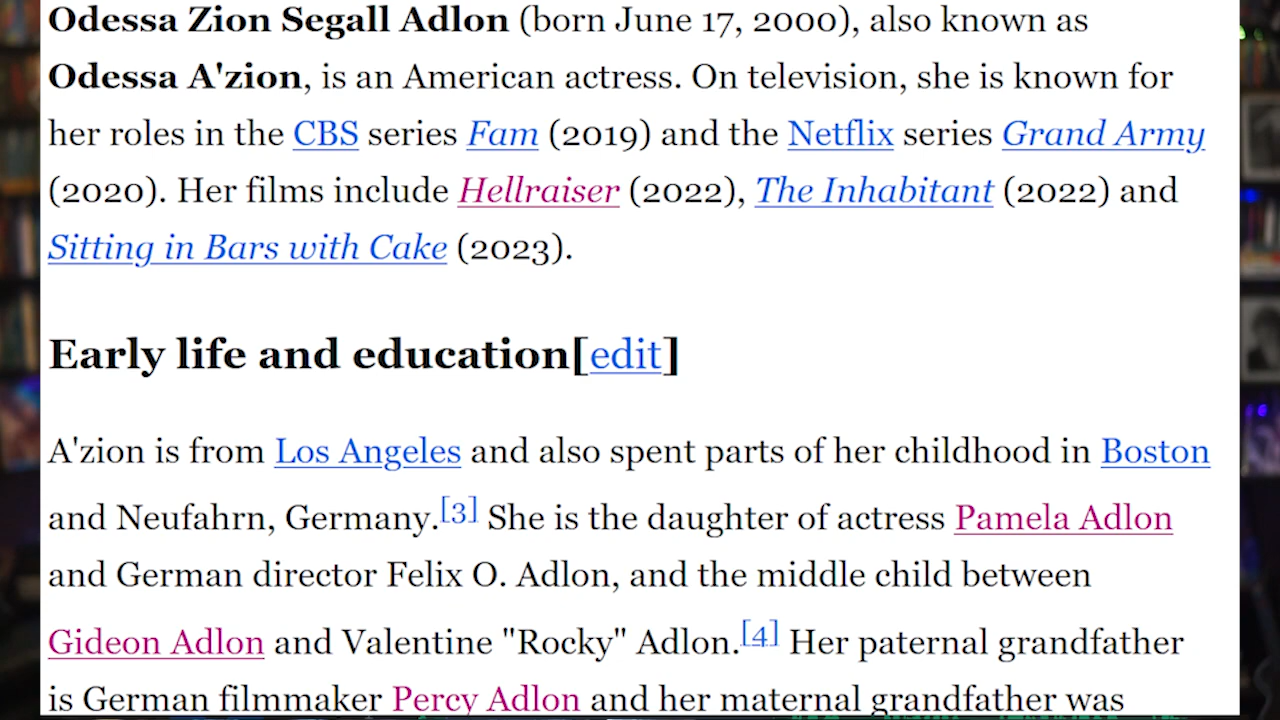 Odessa Zion Segall Adlon (born June 17, 2000), also known as
Odessa A'zion, is an American actress. On television, she is known for
her roles in the CBS series Fam (2019) and the Netflix series Grand Army
(2020). Her films include Hellraiser (2022), The Inhabitant (2022) and
Sitting in Bars with Cake (2023).
Early life and education[edit]
A'zion is from Los Angeles and also spent parts of her childhood in Boston
and Neufahrn, Germany.[3] She is the daughter of actress Pamela Adlon
and German director Felix O. Adlon, and the middle child between
Gideon Adlon and Valentine "Rocky" Adlon.[4] Her paternal grandfather
is German filmmaker Percy Adlon and her maternal grandfather was